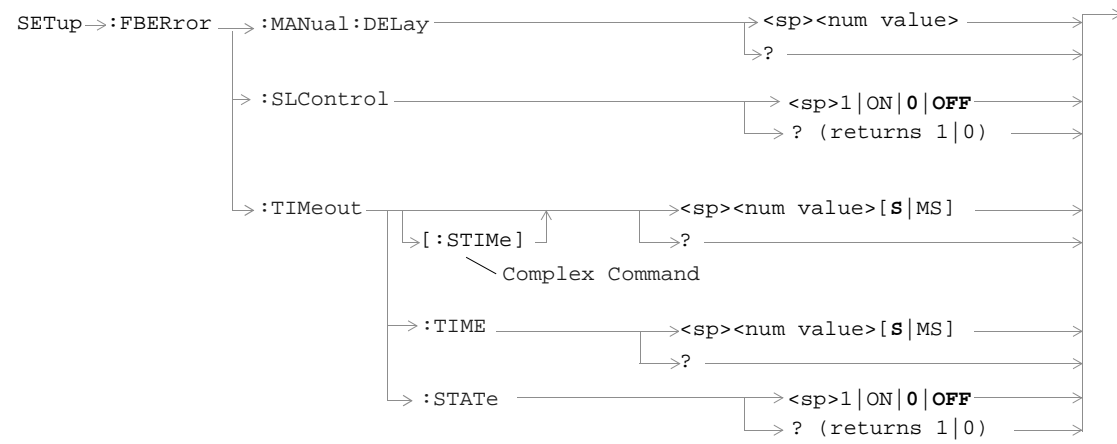 SETup :FBERror :MANual:DELay <sp><num value>
?
:SLControl <sp>1|ON|0|OFF
? (returns 1|0)
:TIMeout <sp><num value>[S|MS]
[:STIMe] ?
Complex Command
:TIME <sp><num value>[S|MS]
?
:STATe <sp>1|ON|0|OFF
? (returns 1|0)